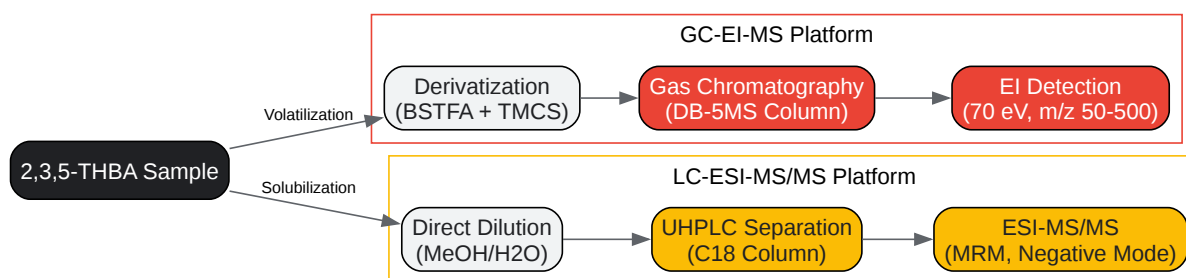 GC-EI-MS Platform
Derivatization
(BSTFA + TMCS)
Gas Chromatography
(DB-5MS Column)
EI Detection
(70 eV, m/z 50-500)
Volatilization
2,3,5-THBA Sample
Solubilization
LC-ESI-MS/MS Platform
Direct Dilution
(MeOH/H2O)
UHPLC Separation
(C18 Column)
ESI-MS/MS
(MRM, Negative Mode)